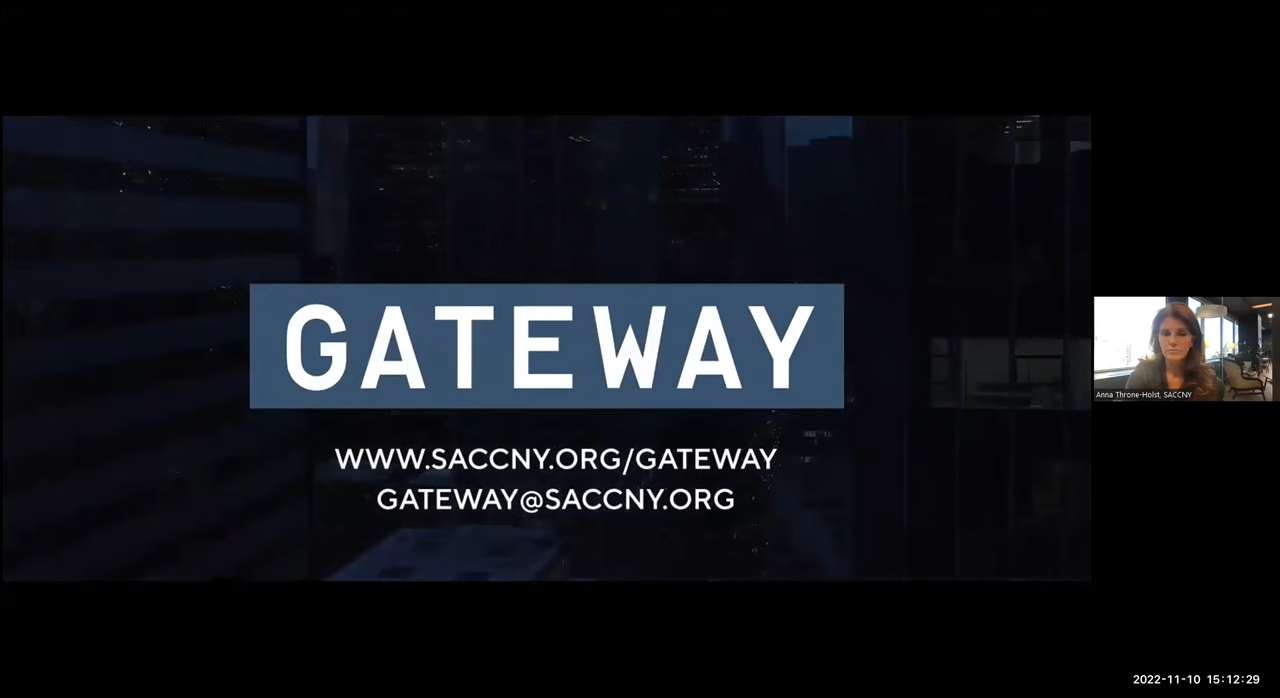 GATEWAY
WWW.SACCNY.ORG/GATEWAY
GATEWAY@SACCNY.ORG
Anna Throne-Holst, SACCNY
2022-11-10 15:12:29